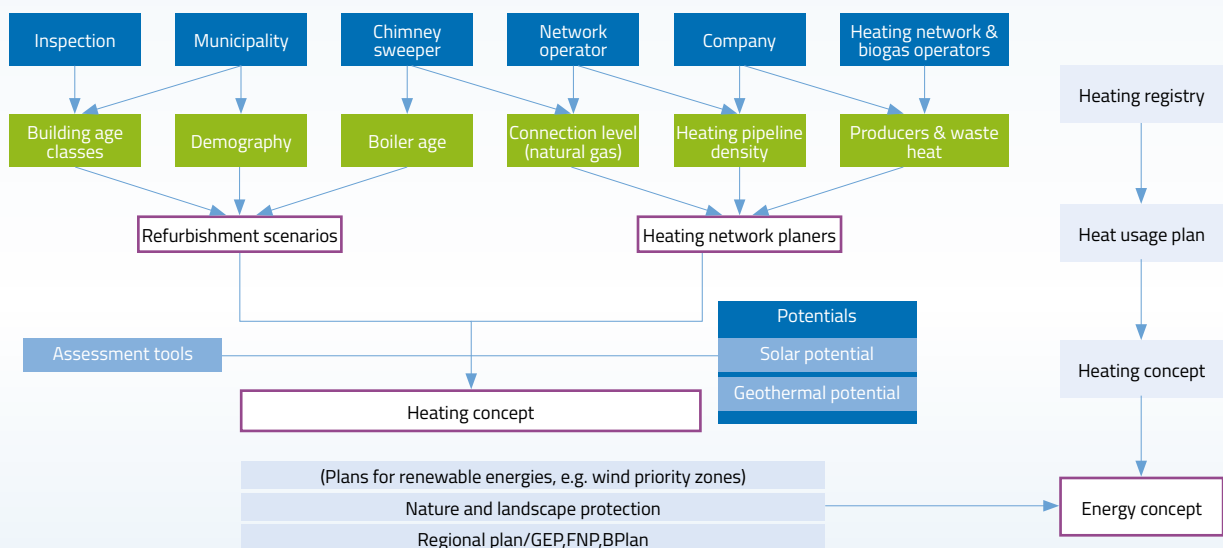 Inspection
Municipality
Chimney
sweeper
Network
operator
Company
Heating network &
biogas operators
Heating registry
Building age
classes
Demography
Boiler age
Connection level
(natural gas)
Heating pipeline
density
Producers & waste
heat
Refurbishment scenarios
Heating network planers
Heat usage plan
Potentials
Assessment tools
Solar potential
Heating concept
Geothermal potential
Heating concept
(Plans for renewable energies, e.g. wind priority zones)
Nature and landscape protection
Energy concept
Regional plan/GEP,FNP,BPlan